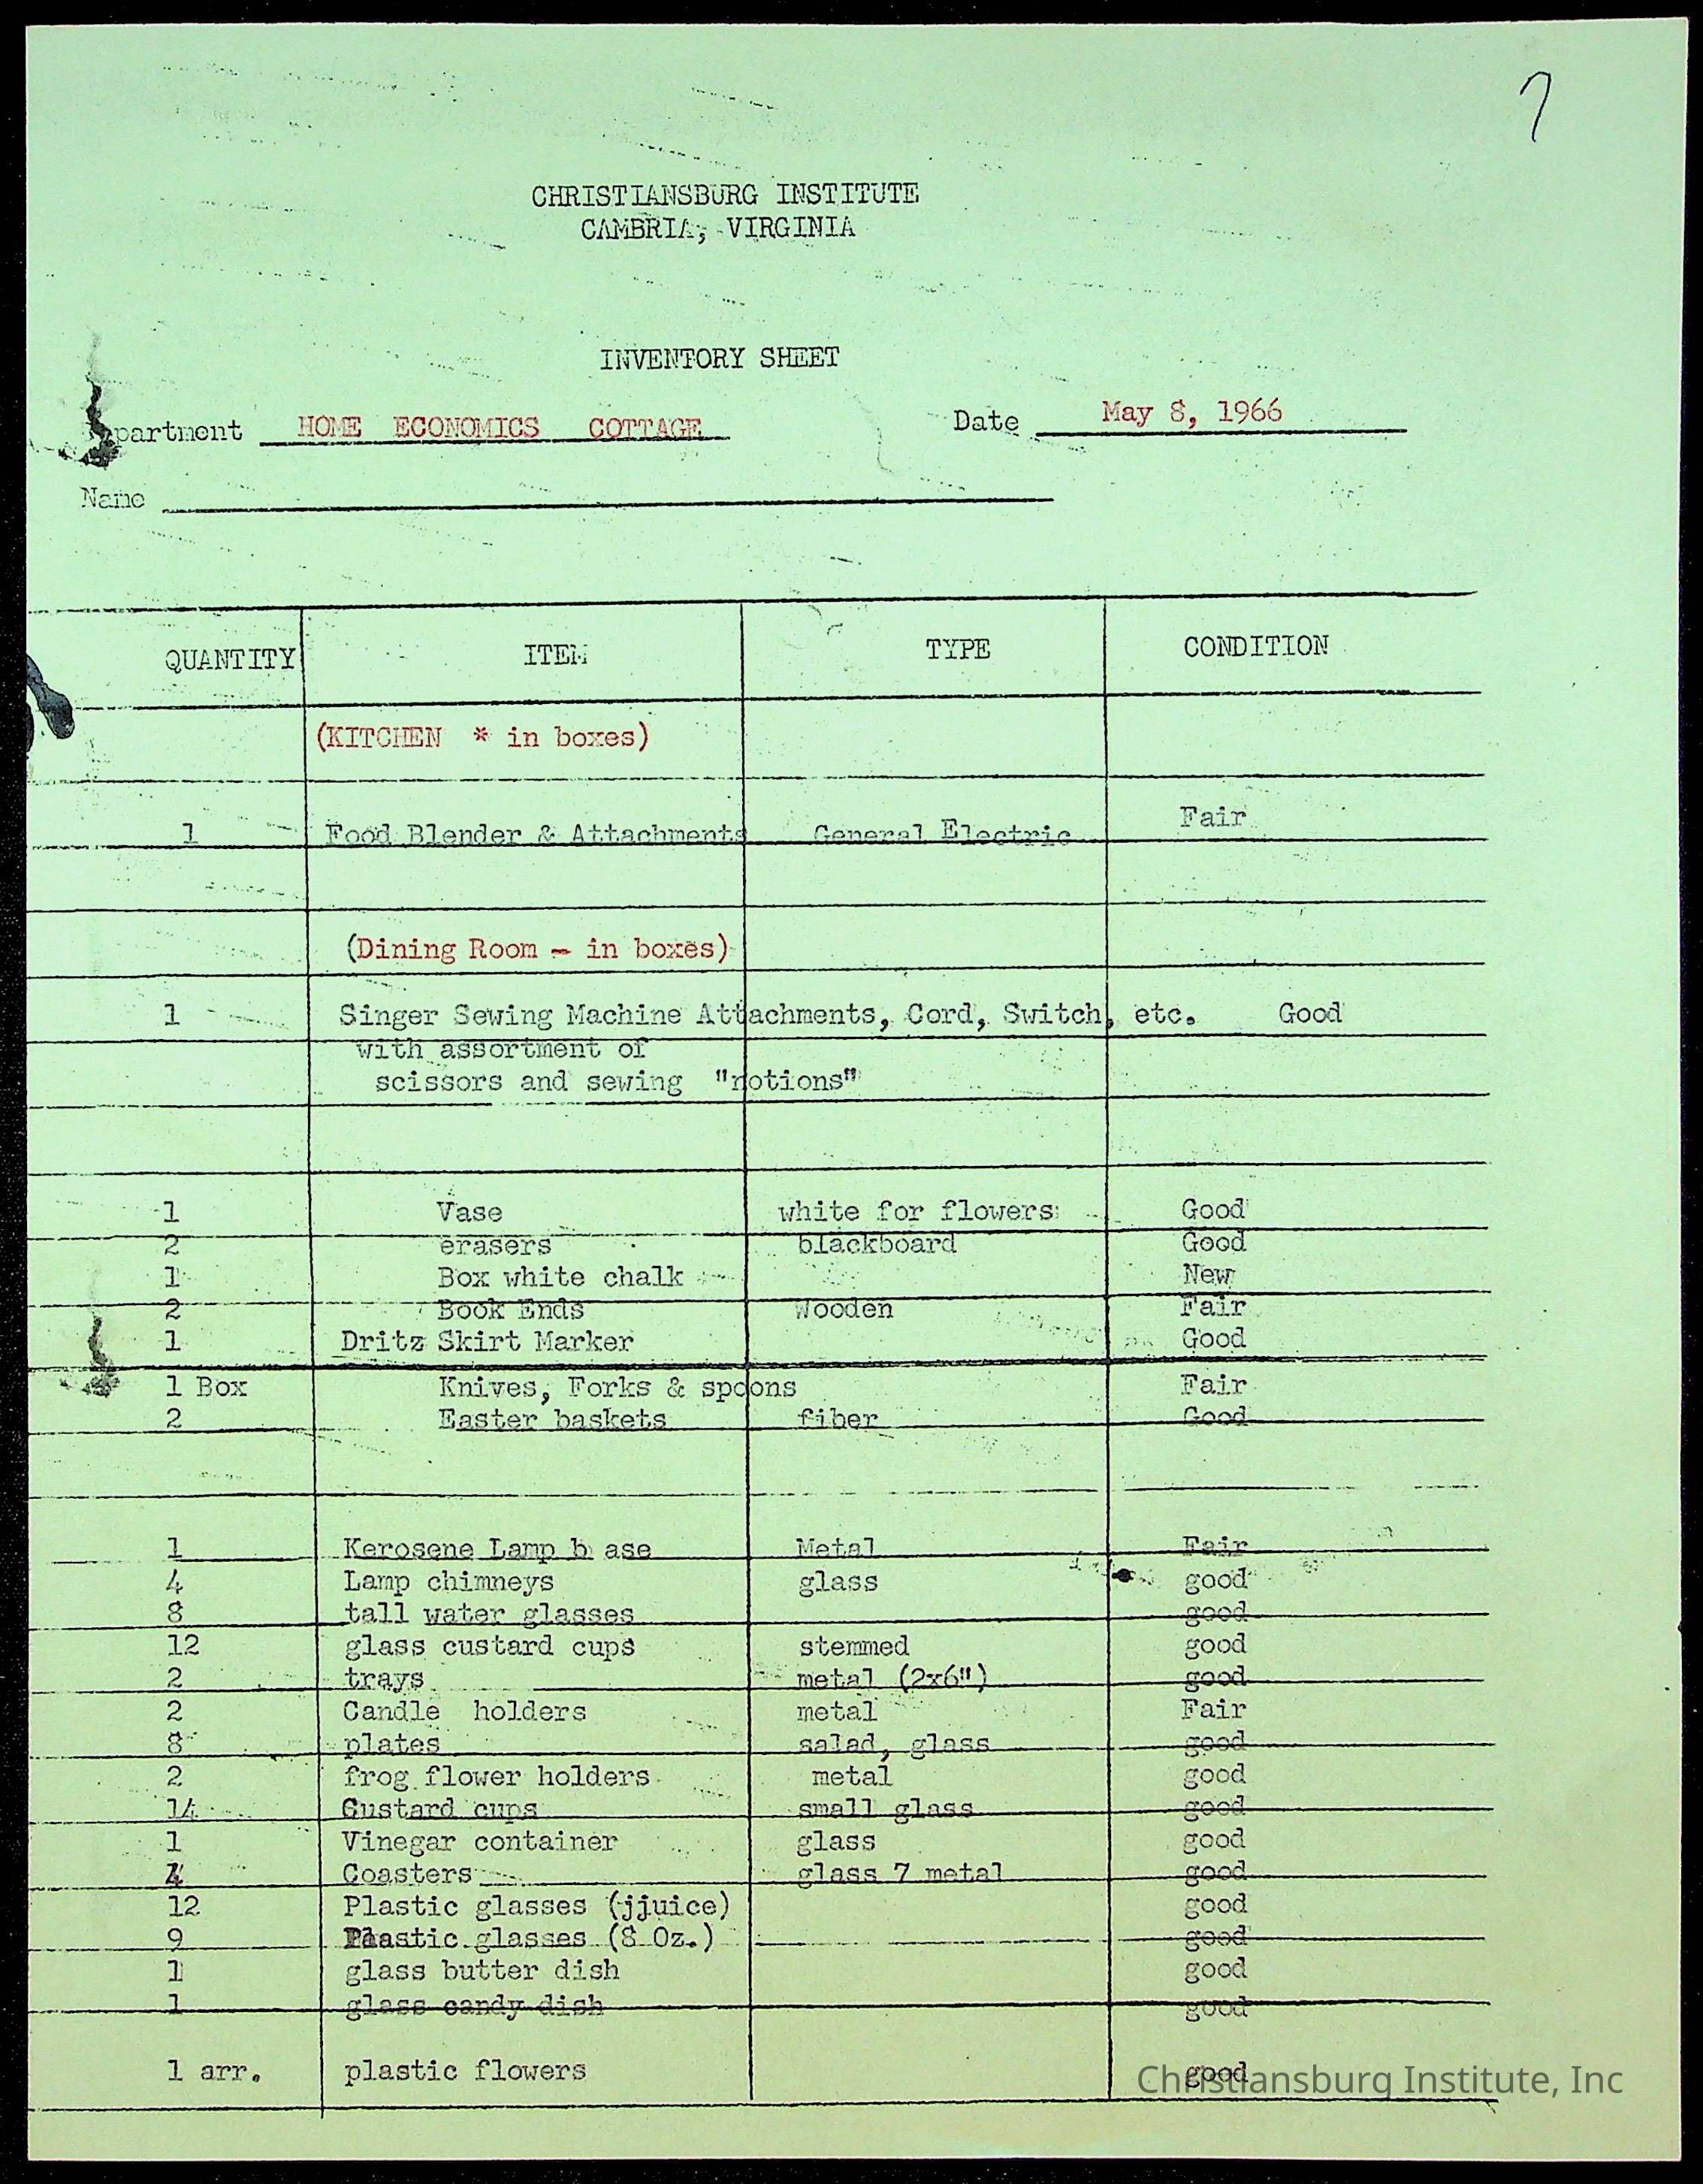 7
CHRISTIANSBURG INSTITUTE
CAMBRIA, VIRGINIA
INVENTORY SHEET
partment HOME ECONOMICS COTTAGE Date May 8, 1966
Name
QUANTITY ITEM TYPE CONDITION
(KITCHEN * in boxes)
1 Food Blender & Attachments General Electric Fair
(Dining Room - in boxes)
1 Singer Sewing Machine Attachments, Cord, Switch, etc. Good
with assortment of
scissors and sewing "notions"
1 Vase white for flowers Good
2 erasers blackboard Good
1 Box white chalk New
2 Book Ends Wooden Fair
1 Dritz Skirt Marker Good
1 Box Knives, Forks & spoons Fair
2 Easter baskets fiber Good
1 Kerosene Lamp b ase Metal Fair
4 Lamp chimneys glass good
8 tall water glasses good
12 glass custard cups stemmed good
2 trays metal (2x6") good
2 Candle holders metal Fair
8 plates salad, glass good
2 frog flower holders metal good
14 Custard cups small glass good
1 Vinegar container glass good
Coasters glass 7 metal good
12 Plastic glasses (jjuice) good
9 Plastic glasses (8 Oz.) good
1 glass butter dish good
1 glass candy dish good
1 arr. plastic flowers good
Christiansburg Institute, Inc